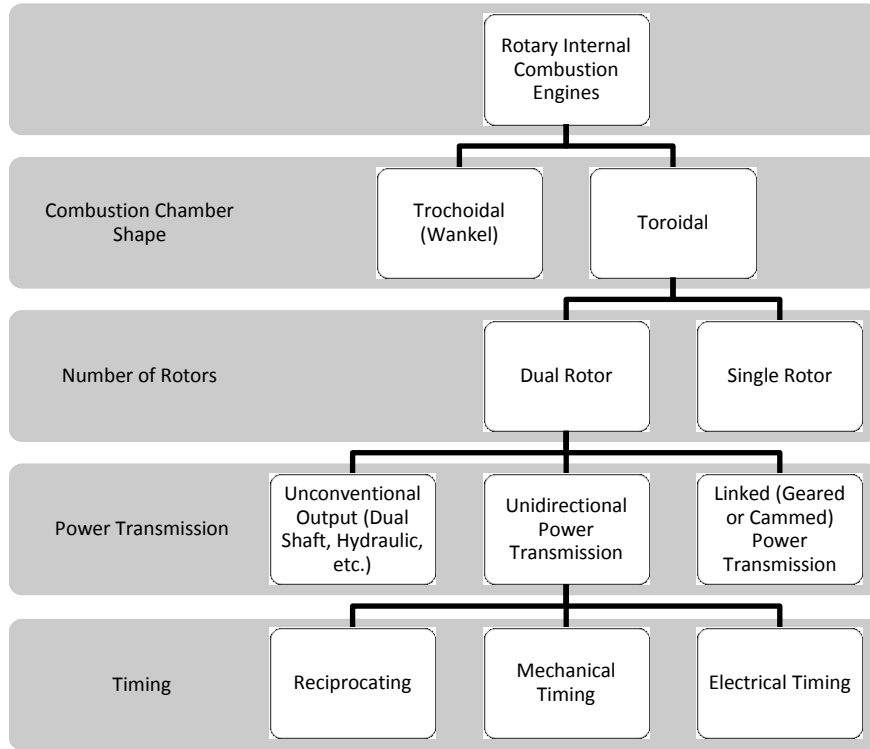 Rotary Internal
Combustion
Engines
Combustion Chamber
Shape
Trochoidal
(Wankel)
Toroidal
Number of Rotors
Dual Rotor
Single Rotor
Power Transmission
Unconventional
Output (Dual
Shaft, Hydraulic,
etc.)
Unidirectional
Power
Transmission
Linked (Geared
or Cammed)
Power
Transmission
Timing
Reciprocating
Mechanical
Timing
Electrical Timing